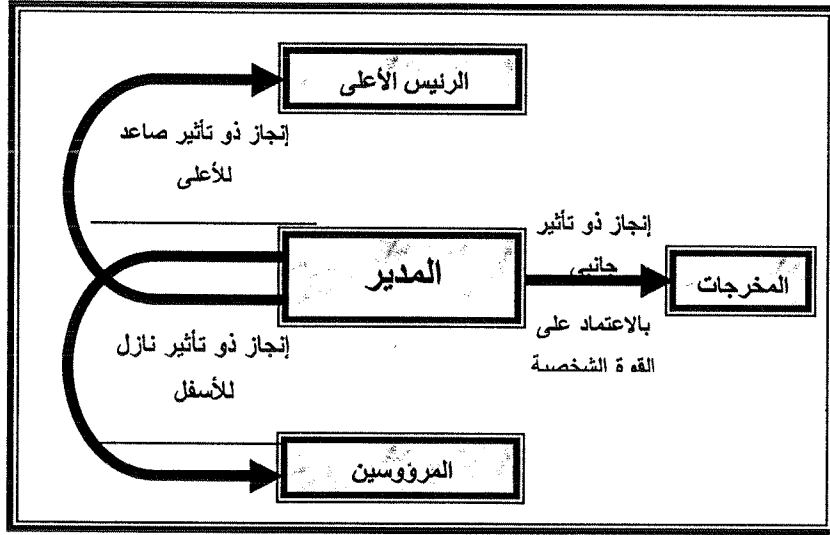 الرئيس الأعلى
إنجاز ذو تأثير صاعد
للأعلى
إنجاز ذو تأثير
جانبي
المدير
المخرجات
بالاعتماد على
القوة الشخصية
إنجاز ذو تأثير نازل
للأسفل
المرؤوسين